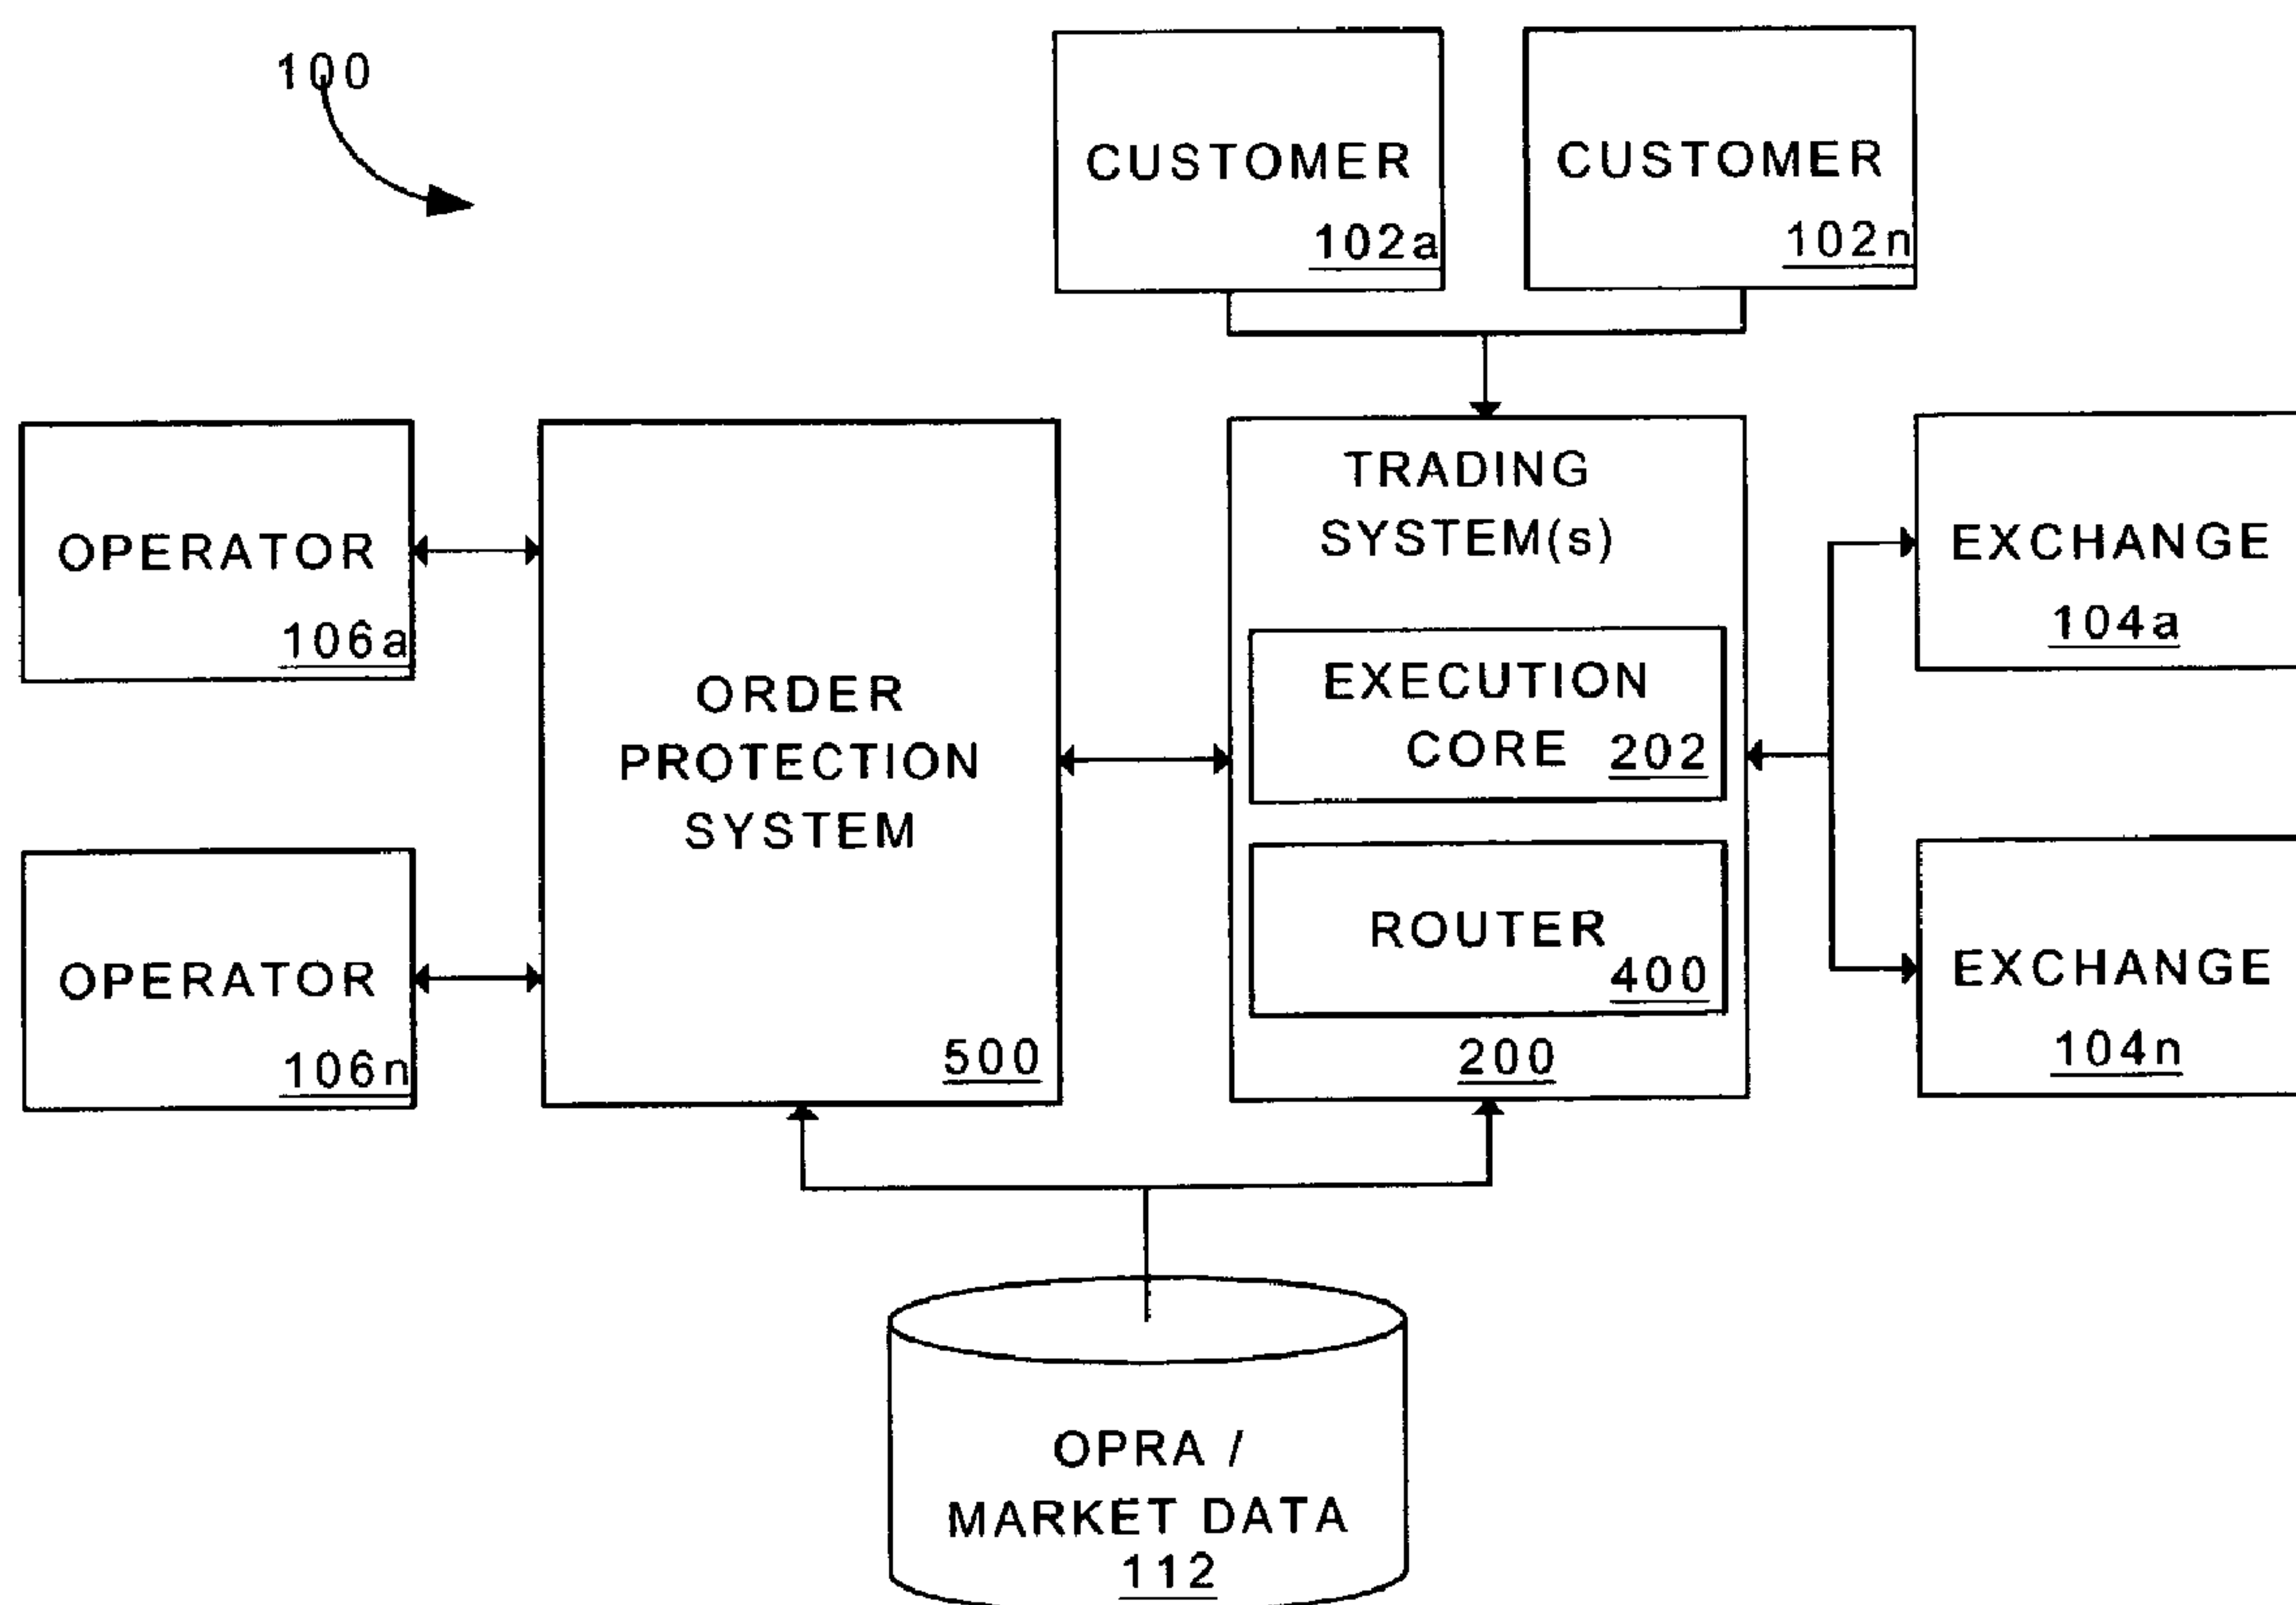 100
CUSTOMER
102a
CUSTOMER
102n
OPERATOR
106a
OPERATOR
106n
ORDER
PROTECTION
SYSTEM
500
TRADING
SYSTEM(s)
EXECUTION
CORE 202
ROUTER
400
200
EXCHANGE
104a
EXCHANGE
104n
OPRA /
MARKET DATA
112